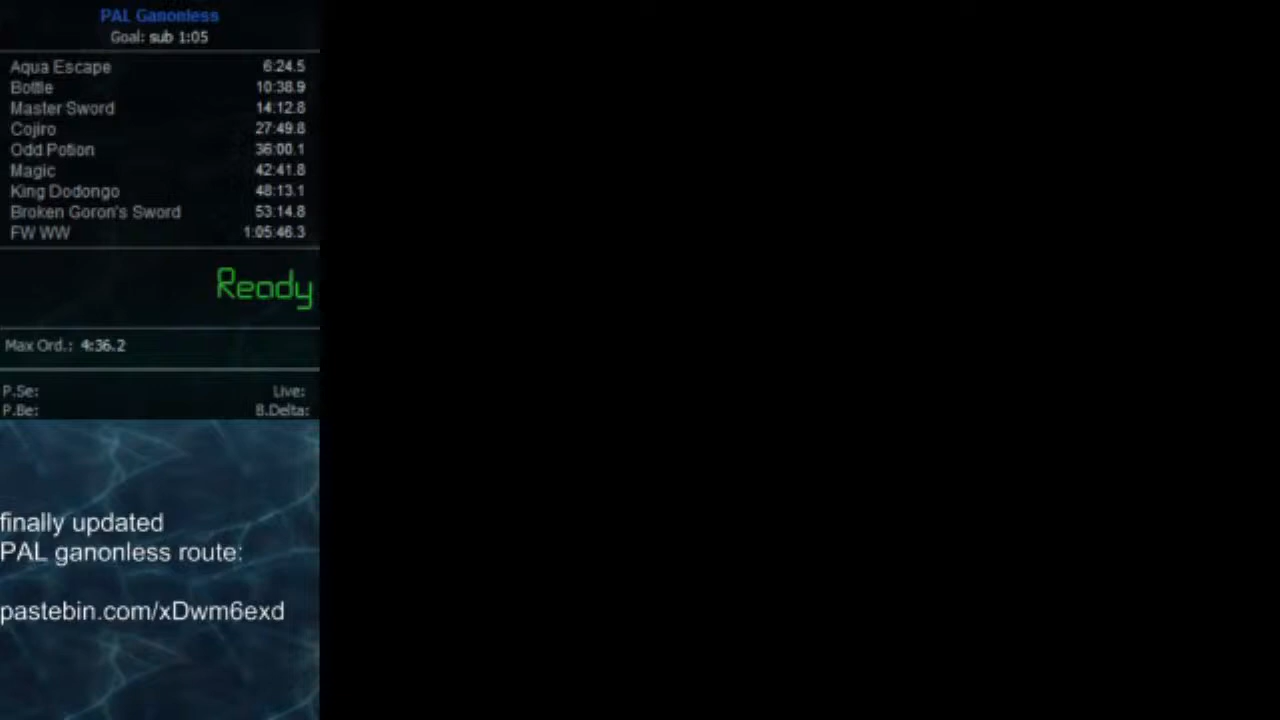 PAL Ganonless
Goal: sub 1:05
Aqua Escape 6:24.5
Bottle 10:38.9
Master Sword 14:12.8
Cojiro 27:49.8
Odd Potion 36:00.1
Magic 42:41.8
King Dodongo 48:13.1
Broken Goron's Sword 53:14.8
FW WW 1:05:46.3
Ready
Max Ord.: 4:36.2
P.Se: Live:
P.Be: B.Delta:
finally updated
PAL ganonless route:
pastebin.com/xDwm6exd